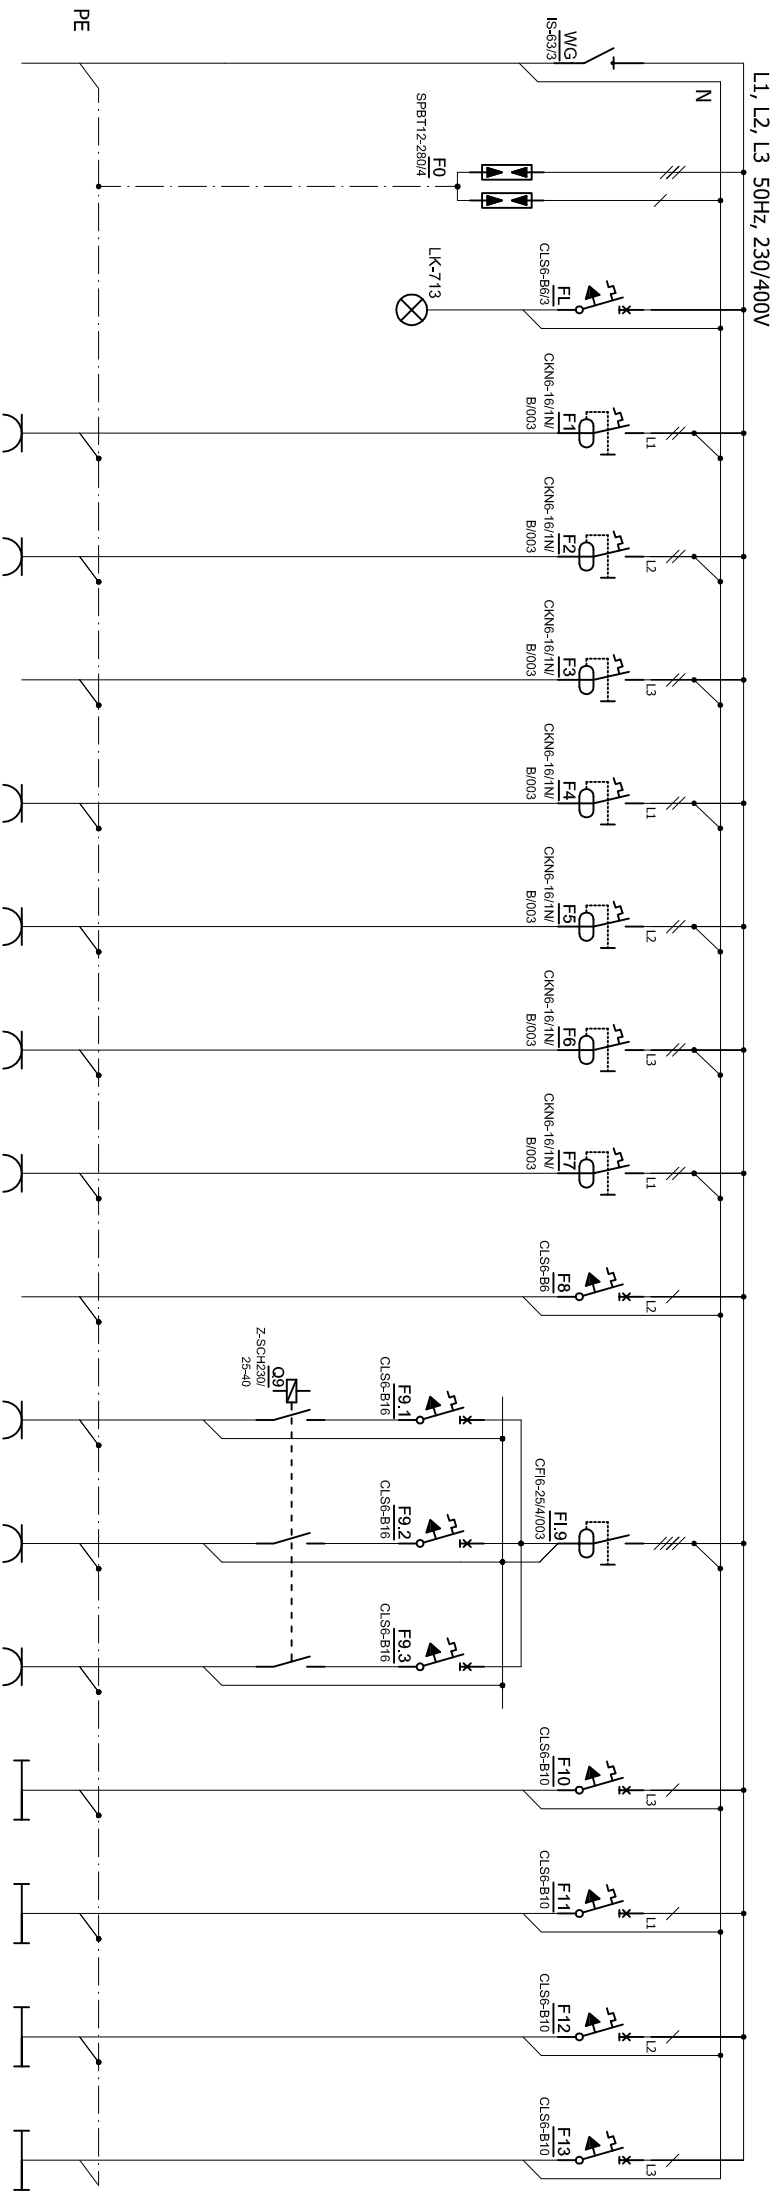 L1, L2, L3 50Hz, 230/400V
N
PE
WG
IS-63/3
F0
SPBT12-280/4
FL
CLS6-B6/3
LK-713
F1
CKN6-16/1N/
B/003
L1
F2
CKN6-16/1N/
B/003
L2
F3
CKN6-16/1N/
B/003
L3
F4
CKN6-16/1N/
B/003
L1
F5
CKN6-16/1N/
B/003
L2
F6
CKN6-16/1N/
B/003
L3
F7
CKN6-16/1N/
B/003
L1
F8
CLS6-B6
L2
F9.1
CLS6-B16
Q9
Z-SCH230/
25-40
FI.9
CFI6-25/4/003
F9.2
CLS6-B16
F9.3
CLS6-B16
F10
CLS6-B10
L3
F11
CLS6-B10
L1
F12
CLS6-B10
L2
F13
CLS6-B10
L3